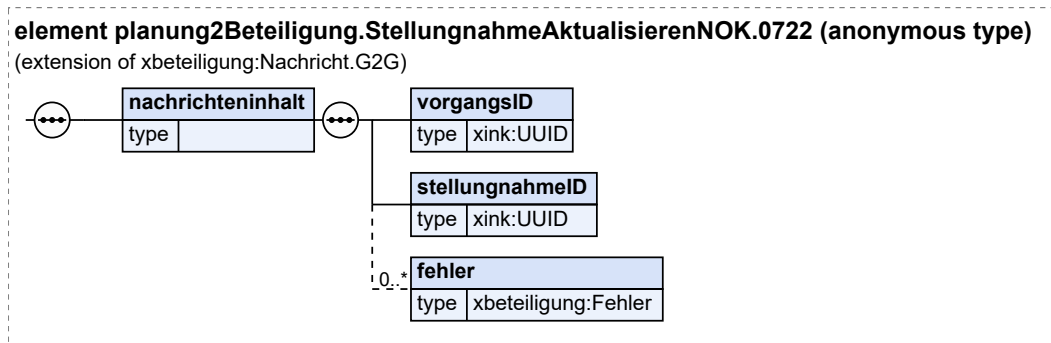 element planung2Beteiligung.StellungnahmeAktualisierenNOK.0722 (anonymous type)
(extension of xbeteiligung:Nachricht.G2G)
nachrichteninhalt
type
vorgangsID
type xink:UUID
stellungnahmeID
type xink:UUID
0..*
fehler
type xbeteiligung:Fehler